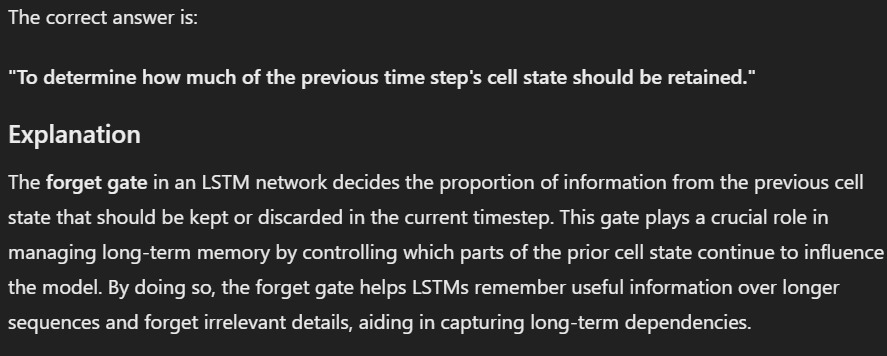 The correct answer is:
"To determine how much of the previous time step's cell state should be retained."
Explanation
The forget gate in an LSTM network decides the proportion of information from the previous cell
state that should be kept or discarded in the current timestep. This gate plays a crucial role in
managing long-term memory by controlling which parts of the prior cell state continue to influence
the model. By doing so, the forget gate helps LSTMs remember useful information over longer
sequences and forget irrelevant details, aiding in capturing long-term dependencies.